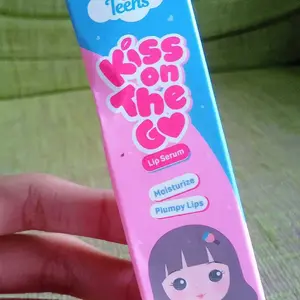 Teens
Kiss
on
The
Go
Lip Serum
Moisturize
Plumpy Lips